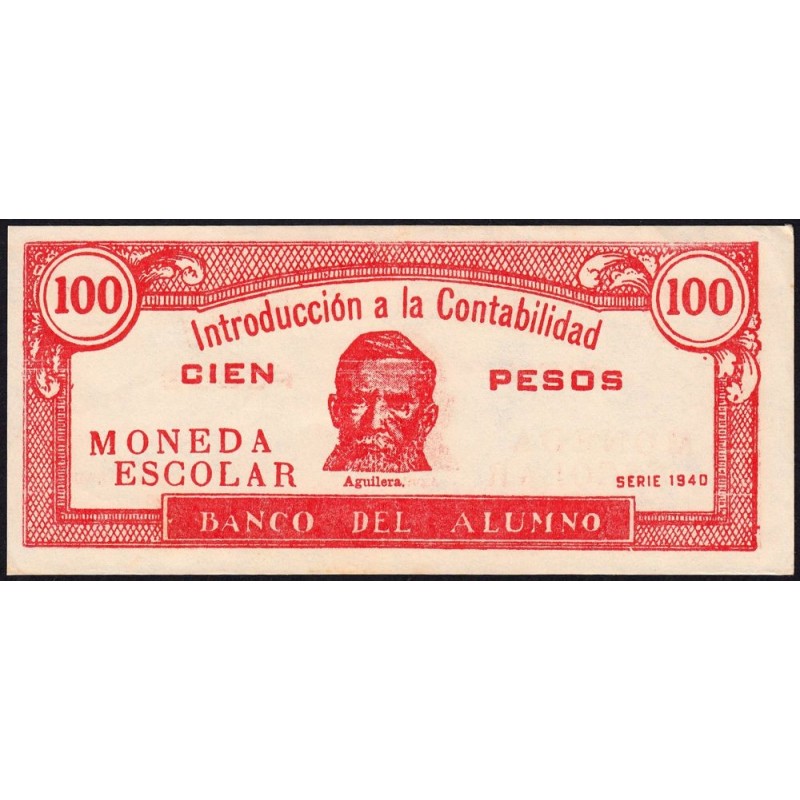 100
100
Introducción a la Contabilidad
CIEN PESOS
MONEDA
ESCOLAR
Aguilera.
SERIE 1940
BANCO DEL ALUMNO